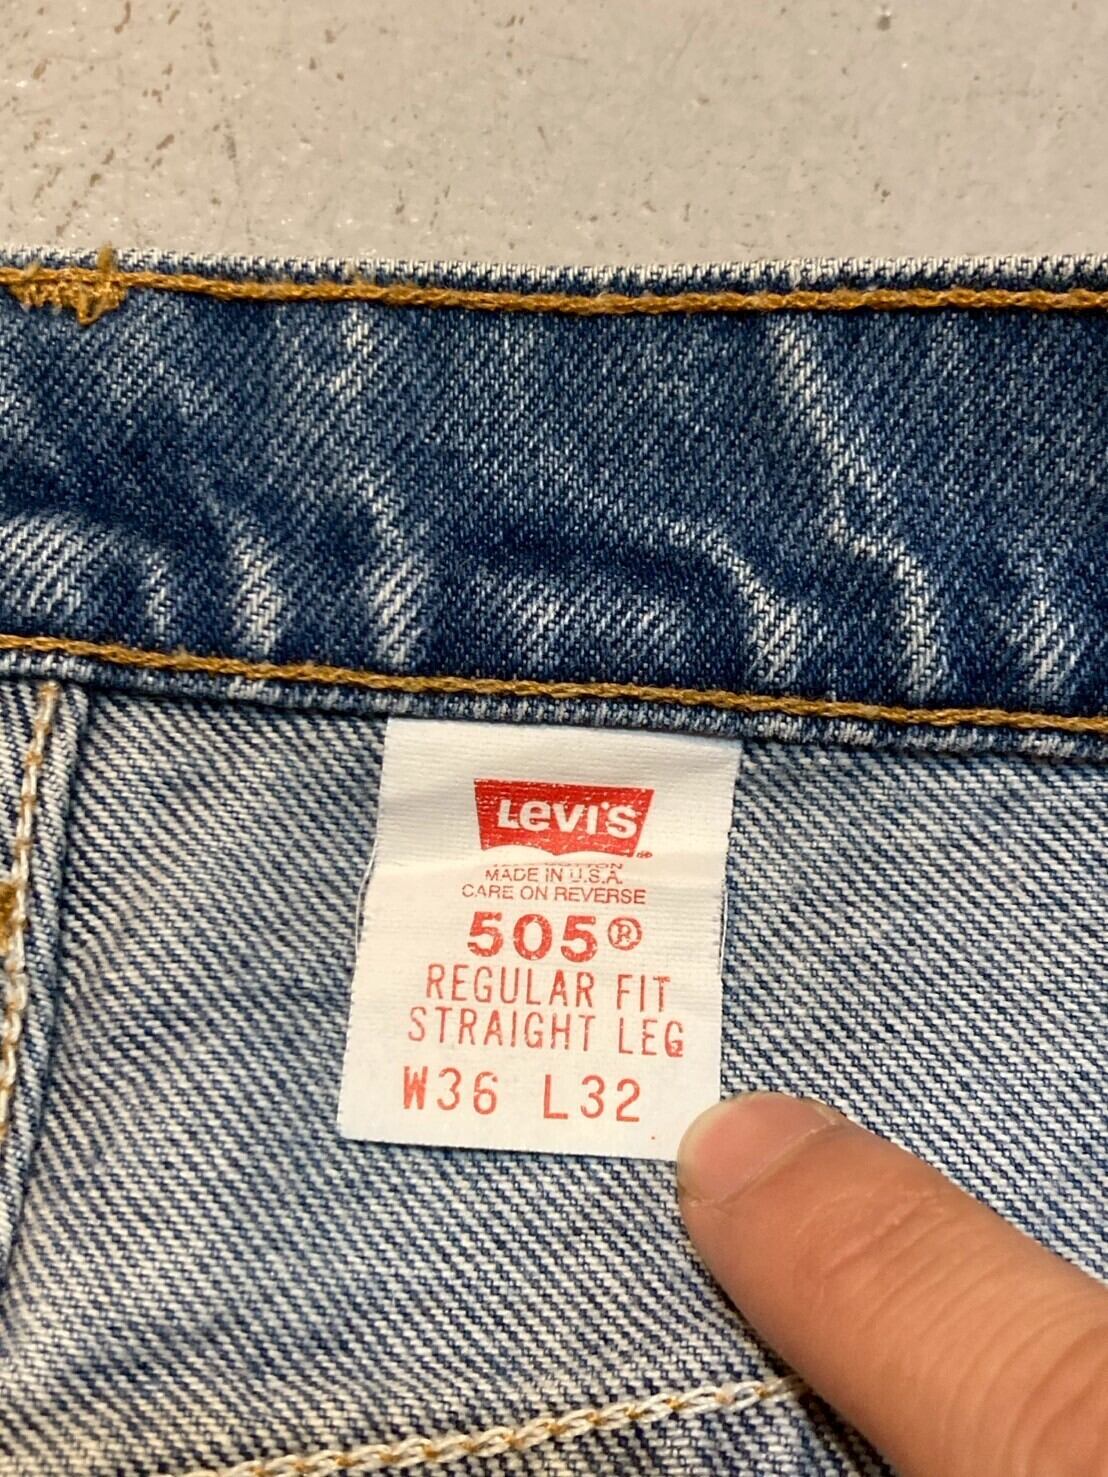 Levi's
MADE IN U.S.A.
CARE ON REVERSE
505®
REGULAR FIT
STRAIGHT LEG
W36 L32